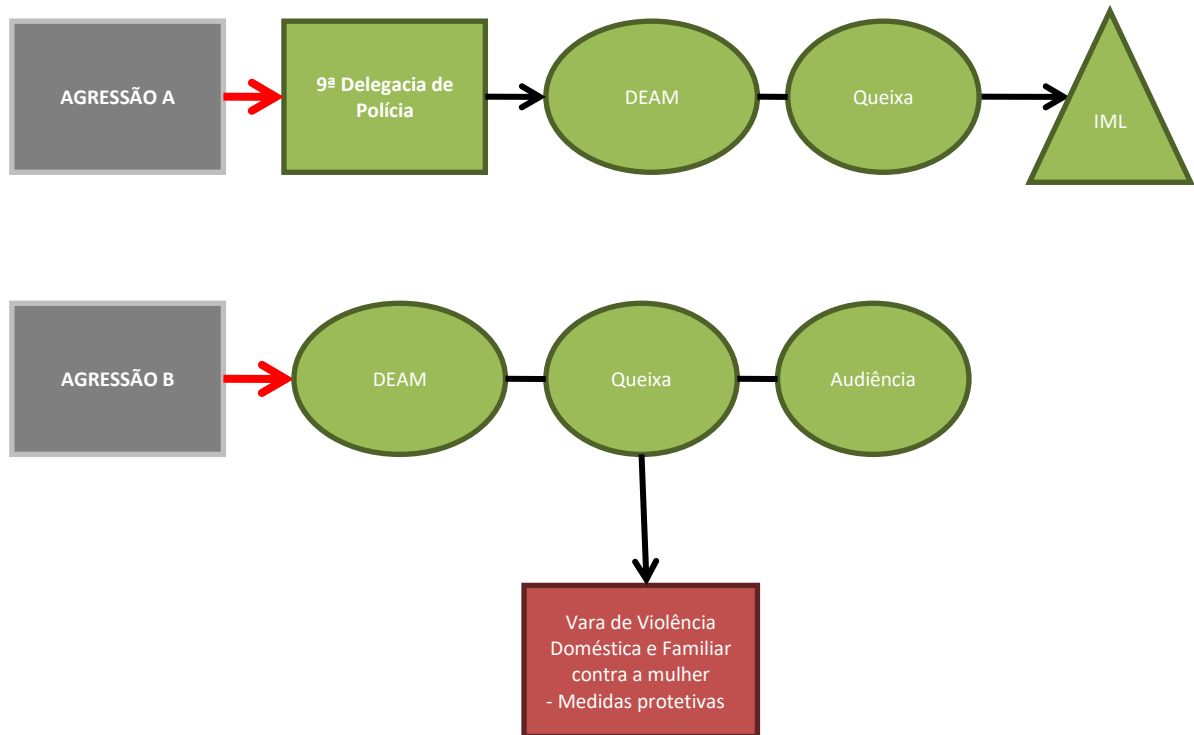 AGRESSÃO A
9ª Delegacia de
Polícia
DEAM
Queixa
IML
AGRESSÃO B
DEAM
Queixa
Audiência
Vara de Violência
Doméstica e Familiar
contra a mulher
- Medidas protetivas